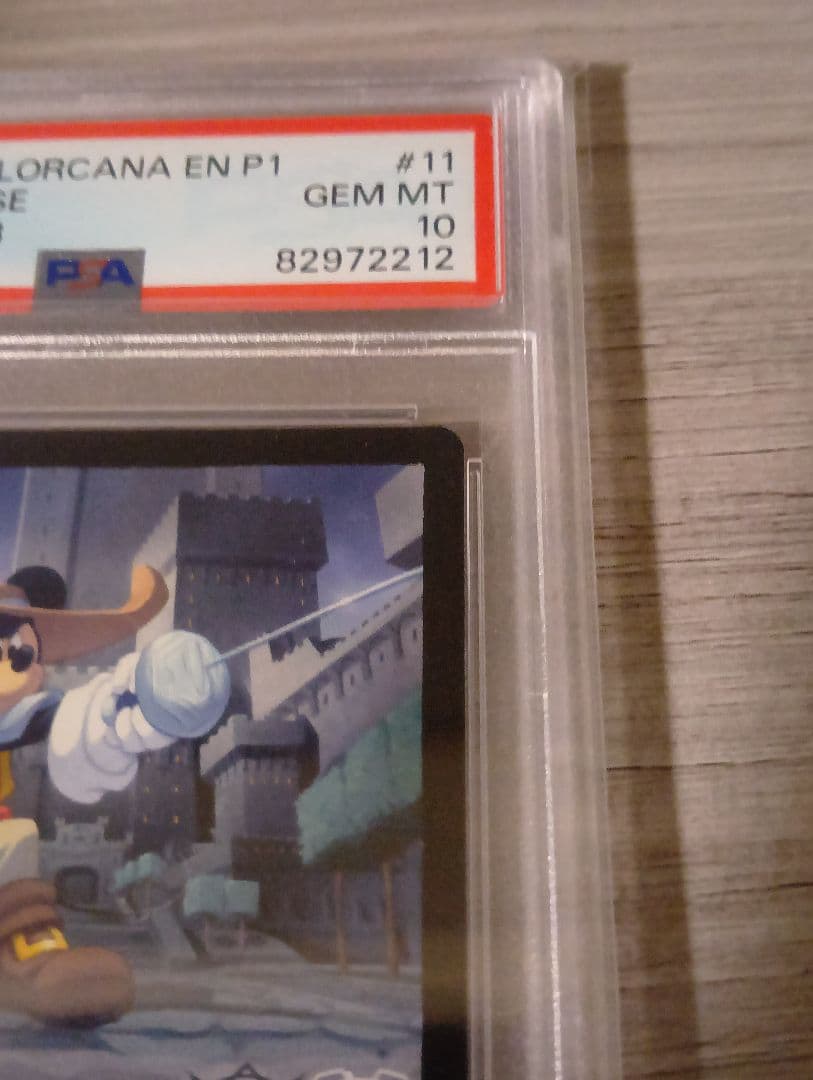 LORCANA EN P1 #11
SE GEM MT
10
PSA 82972212